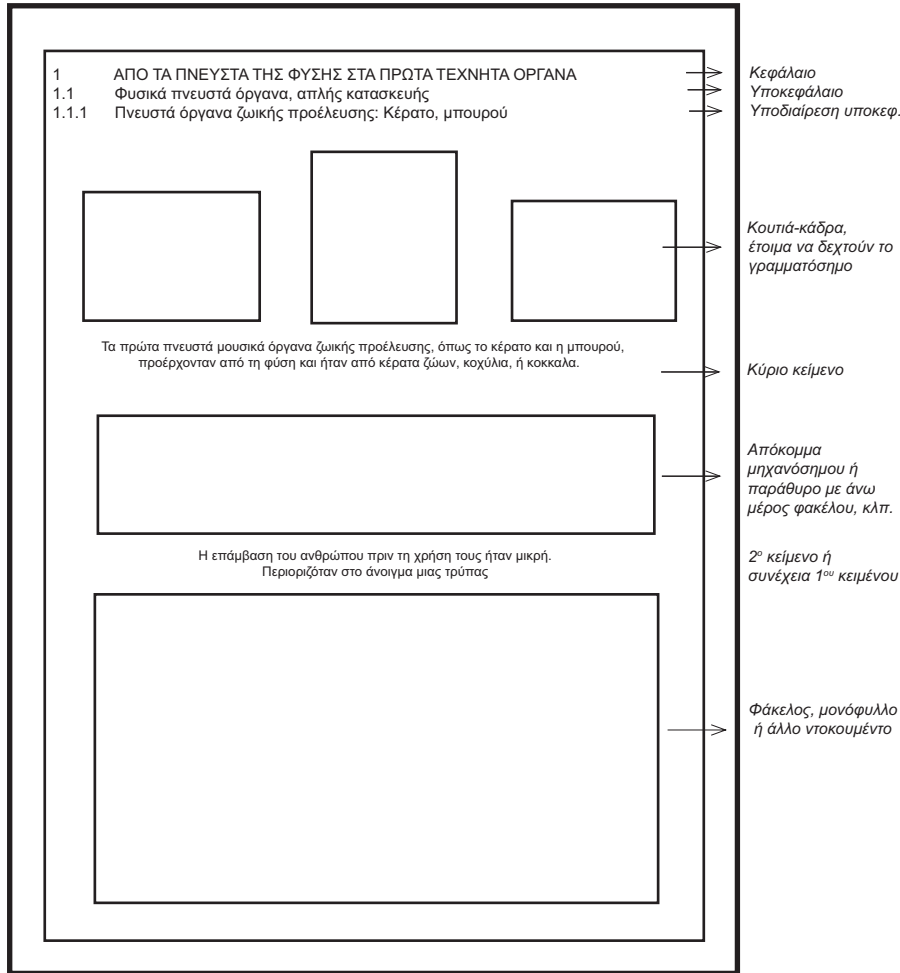 1 ΑΠΟ ΤΑ ΠΝΕΥΣΤΑ ΤΗΣ ΦΥΣΗΣ ΣΤΑ ΠΡΩΤΑ ΤΕΧΝΗΤΑ ΟΡΓΑΝΑ
Κεφάλαιο
1.1 Φυσικά πνευστά όργανα, απλής κατασκευής
Υποκεφάλαιο
1.1.1 Πνευστά όργανα ζωικής προέλευσης: Κέρατο, μπουρού
Υποδιαίρεση υποκεφ.
Κουτιά-κάδρα,
έτοιμα να δεχτούν το
γραμματόσημο
Τα πρώτα πνευστά μουσικά όργανα ζωικής προέλευσης, όπως το κέρατο και η μπουρού,
προέρχονταν από τη φύση και ήταν από κέρατα ζώων, κοχύλια, ή κοκκαλα.
Κύριο κείμενο
Απόκομμα
μηχανόσημου ή
παράθυρο με άνω
μέρος φακέλου, κλπ.
Η επάμβαση του ανθρώπου πριν τη χρήση τους ήταν μικρή.
Περιοριζόταν στο άνοιγμα μιας τρύπας
2ο κείμενο ή
συνέχεια 1ου κειμένου
Φάκελος, μονόφυλλο
ή άλλο ντοκουμέντο